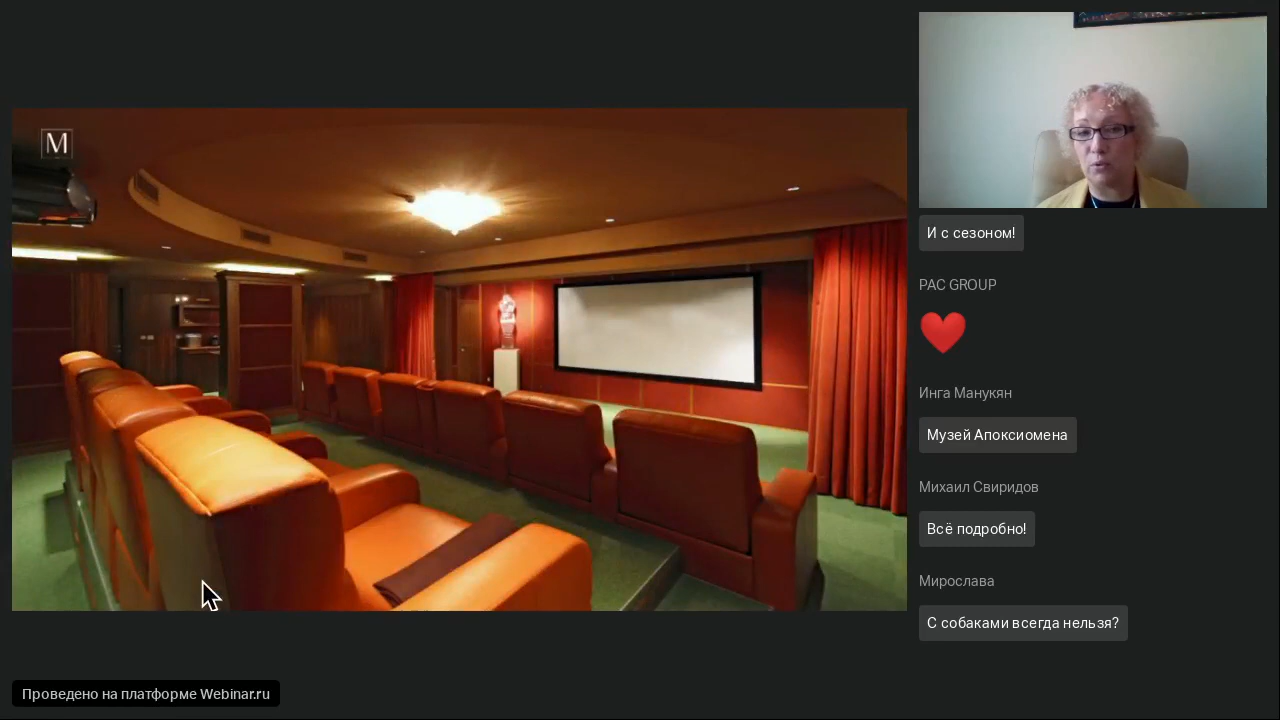 M
И с сезоном!
PAC GROUP
Инга Манукян
Музей Апоксиомена
Михаил Свиридов
Всё подробно!
Мирослава
С собаками всегда нельзя?
Проведено на платформе Webinar.ru